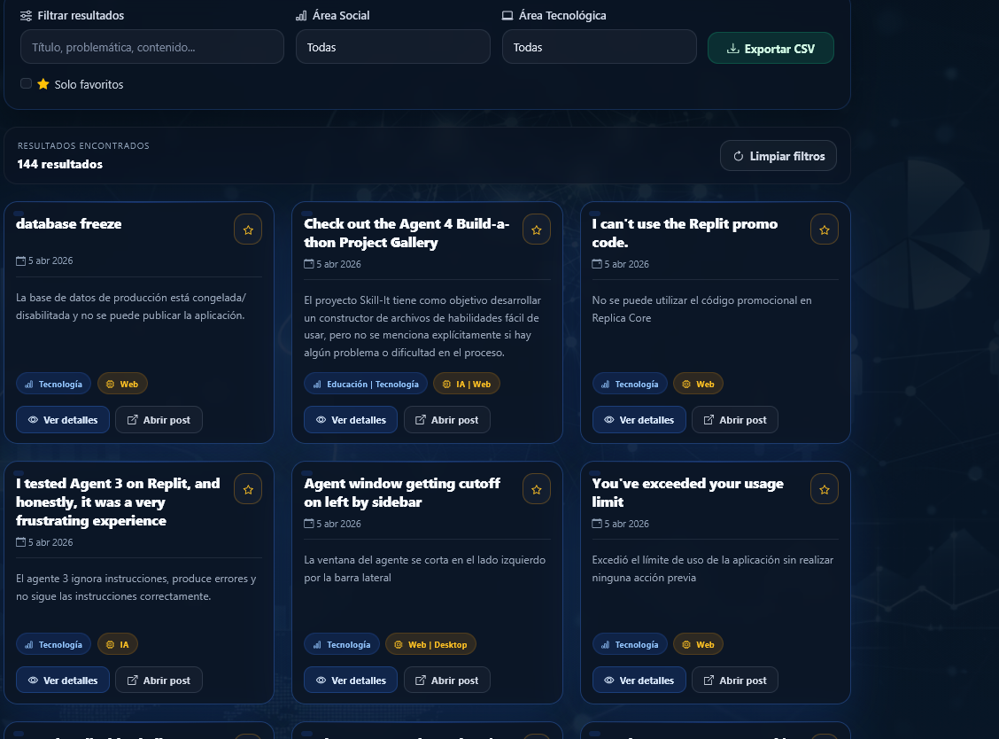 Filtrar resultados
Área Social
Área Tecnológica
Título, problemática, contenido...
Todas
Todas
Exportar CSV
Solo favoritos
RESULTADOS ENCONTRADOS
144 resultados
Limpiar filtros
database freeze
5 abr 2026
La base de datos de producción está congelada/
disabilitada y no se puede publicar la aplicación.
Tecnología
Web
Ver detalles
Abrir post
Check out the Agent 4 Build-a-
thon Project Gallery
5 abr 2026
El proyecto Skill-It tiene como objetivo desarrollar
un constructor de archivos de habilidades fácil de
usar, pero no se menciona explícitamente si hay
algún problema o dificultad en el proceso.
Educación | Tecnología
IA | Web
Ver detalles
Abrir post
I can't use the Replit promo
code.
5 abr 2026
No se puede utilizar el código promocional en
Replica Core
Tecnología
Web
Ver detalles
Abrir post
I tested Agent 3 on Replit, and
honestly, it was a very
frustrating experience
5 abr 2026
El agente 3 ignora instrucciones, produce errores y
no sigue las instrucciones correctamente.
Tecnología
IA
Ver detalles
Abrir post
Agent window getting cutoff
on left by sidebar
5 abr 2026
La ventana del agente se corta en el lado izquierdo
por la barra lateral
Tecnología
Web | Desktop
Ver detalles
Abrir post
You've exceeded your usage
limit
5 abr 2026
Excedió el límite de uso de la aplicación sin realizar
ninguna acción previa
Tecnología
Web
Ver detalles
Abrir post